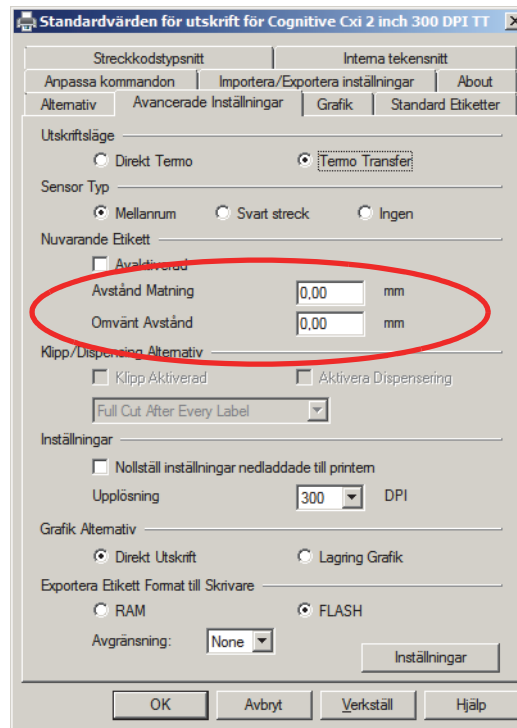 Standardvärden för utskrift för Cognitive Cxi 2 inch 300 DPI TT
Streckkodstypsnitt Interna tekensnitt
Anpassa kommandon Importera/Exportera inställningar About
Alternativ Avancerade Inställningar Grafik Standard Etiketter
Utskriftsläge
Direkt Termo Termo Transfer
Sensor Typ
Mellanrum Svart streck Ingen
Nuvarande Etikett
Avaktiverad
Avstånd Matning 0,00 mm
Omvänt Avstånd 0,00 mm
Klipp/Dispensing Alternativ
Klipp Aktiverad Aktivera Dispensering
Full Cut After Every Label
Inställningar
Nollställ inställningar nedladdade till printern
Upplösning 300 DPI
Grafik Alternativ
Direkt Utskrift Lagring Grafik
Exportera Etikett Format till Skrivare
RAM FLASH
Avgränsning: None
Inställningar
OK Avbryt Verkställ Hjälp